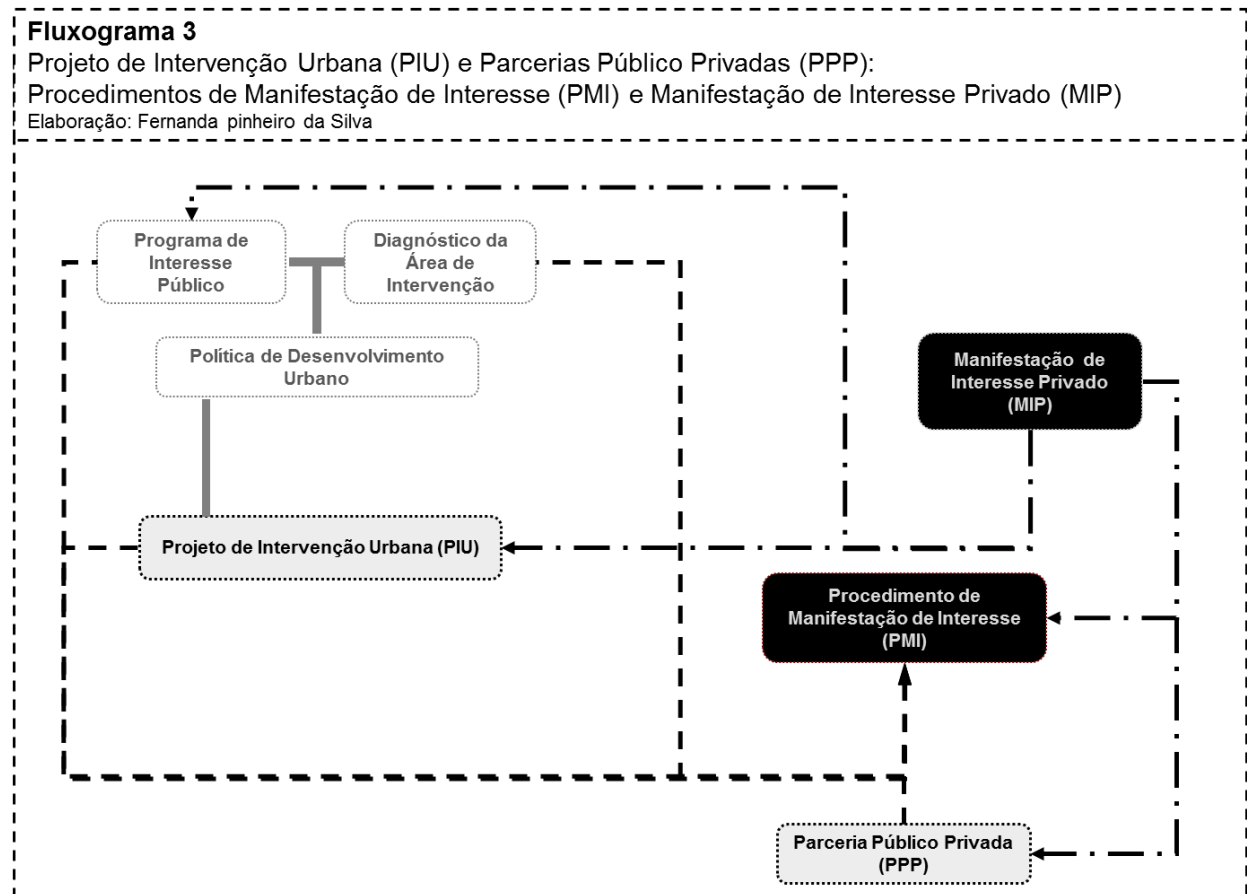 Fluxograma 3
Projeto de Intervenção Urbana (PIU) e Parcerias Público Privadas (PPP):
Procedimentos de Manifestação de Interesse (PMI) e Manifestação de Interesse Privado (MIP)
Elaboração: Fernanda pinheiro da Silva
Programa de
Interesse
Público
Diagnóstico da
Área de
Intervenção
Política de Desenvolvimento
Urbano
Manifestação de
Interesse Privado
(MIP)
Projeto de Intervenção Urbana (PIU)
Procedimento de
Manifestação de Interesse
(PMI)
Parceria Público Privada
(PPP)